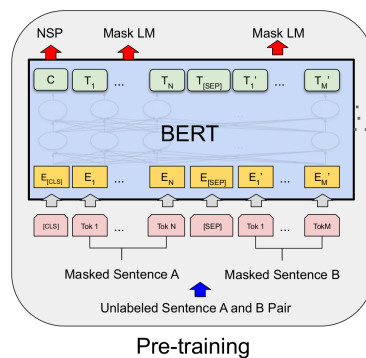 NSP Mask LM Mask LM
C T1 ... TN T[SEP] T1' ... TM'
BERT
E[CLS] E1 ... EN E[SEP] E1' ... EM'
[CLS] Tok 1 ... Tok N [SEP] Tok 1 ... TokM
Masked Sentence A Masked Sentence B
Unlabeled Sentence A and B Pair
Pre-training